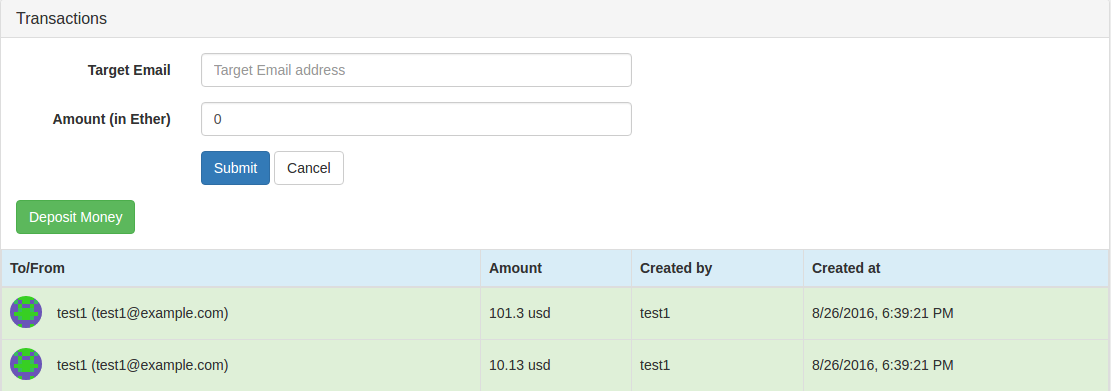 Transactions
Target Email Target Email address
Amount (in Ether) 0
Submit Cancel
Deposit Money
To/From Amount Created by Created at
test1 (test1@example.com) 101.3 usd test1 8/26/2016, 6:39:21 PM
test1 (test1@example.com) 10.13 usd test1 8/26/2016, 6:39:21 PM